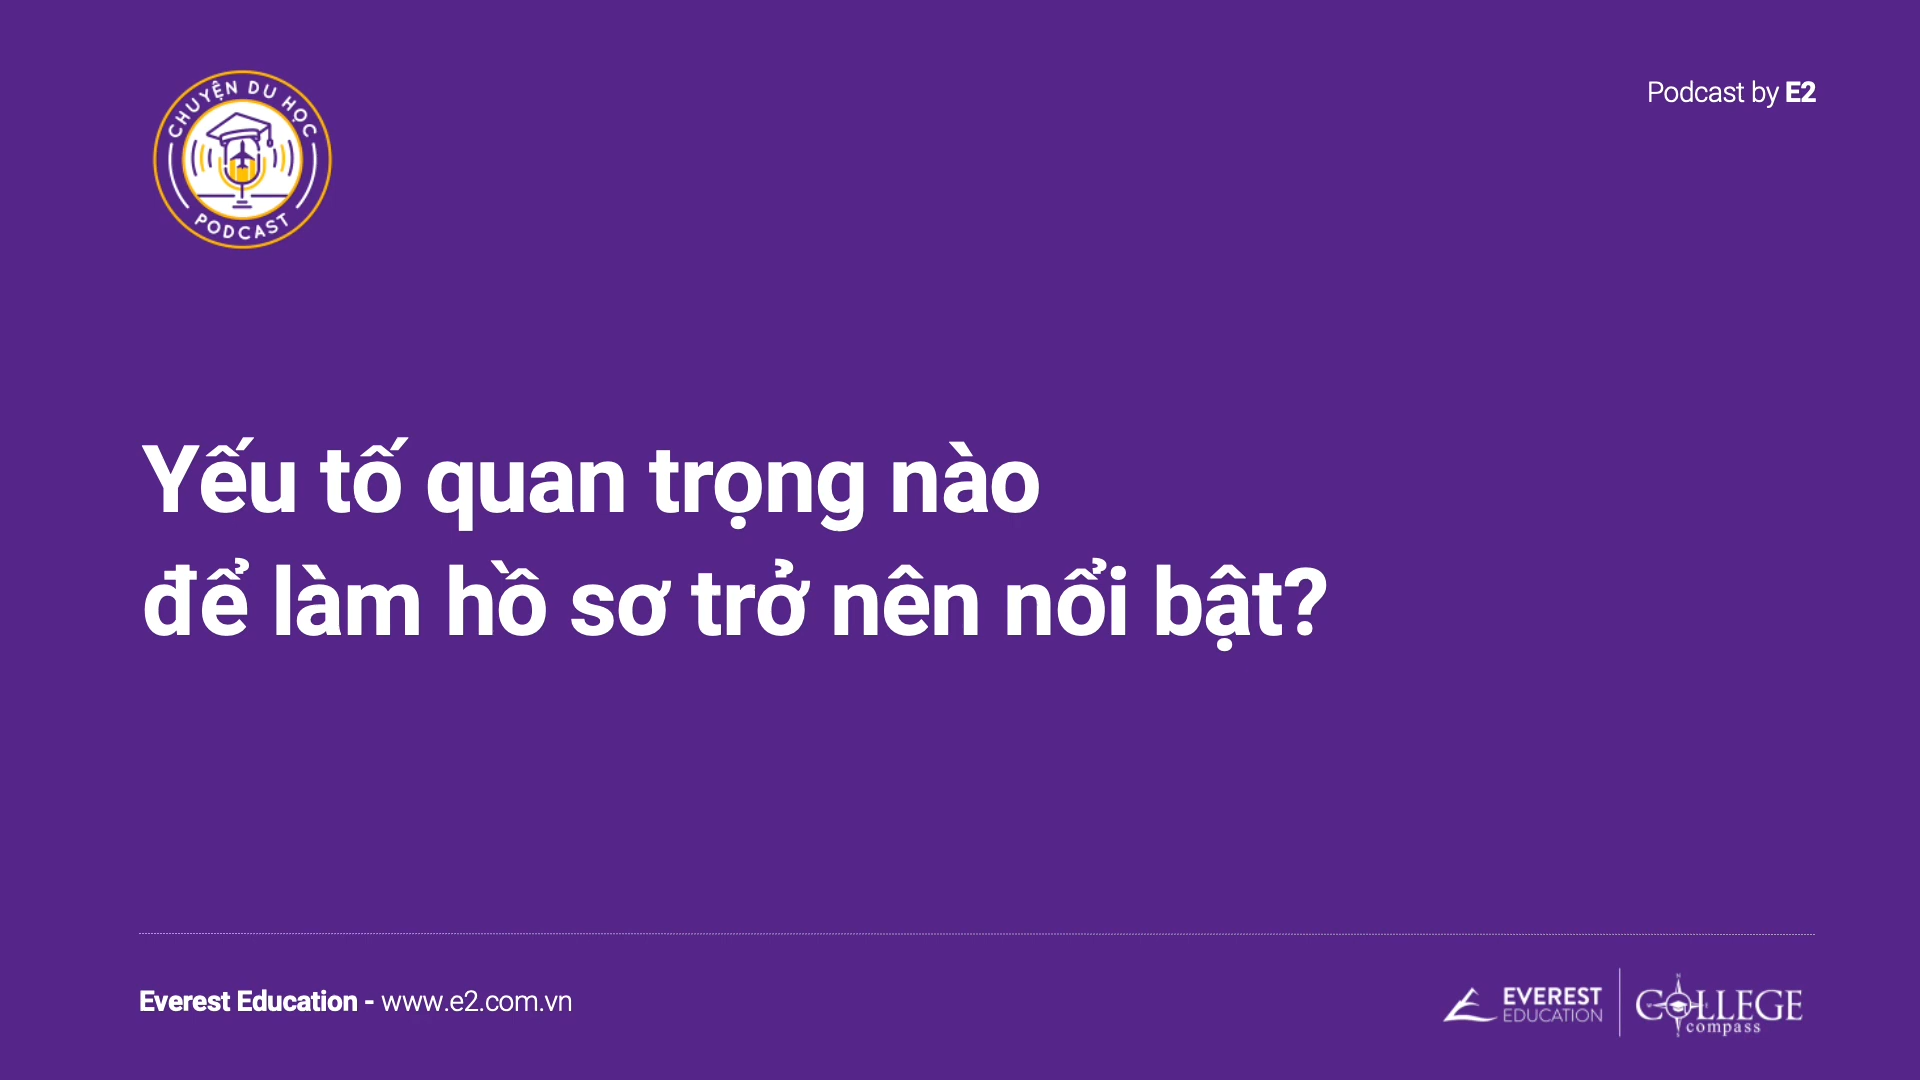 CHUYỆN DU HỌC
PODCAST
Podcast by E2
Yếu tố quan trọng nào
để làm hồ sơ trở nên nổi bật?
Everest Education - www.e2.com.vn
EVEREST
EDUCATION
COLLEGE
compass